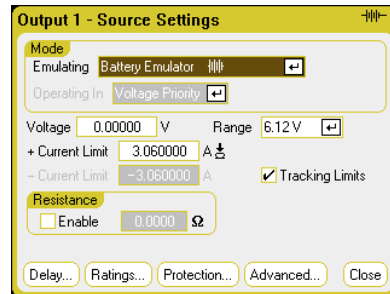 Output 1 - Source Settings
Mode
Emulating Battery Emulator
Operating In Voltage Priority
Voltage 0.00000 V Range 6.12 V
+ Current Limit 3.060000 A
- Current Limit -3.060000 A Tracking Limits
Resistance
Enable 0.0000 Ω
Delay... Ratings... Protection... Advanced... Close